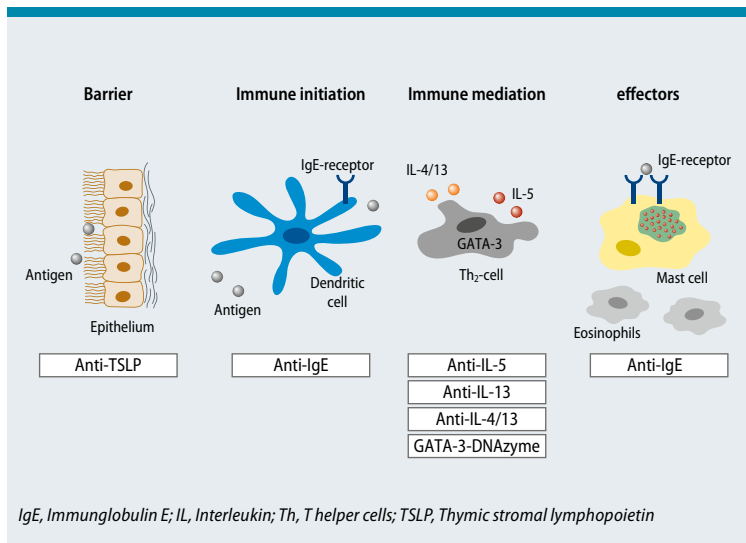 Barrier
Immune initiation
Immune mediation
effectors
IgE-receptor
IL-4/13
IL-5
IgE-receptor
GATA-3
Antigen
Th₂-cell
Mast cell
Dendritic
cell
Antigen
Epithelium
Eosinophils
Anti-TSLP
Anti-IgE
Anti-IL-5
Anti-IgE
Anti-IL-13
Anti-IL-4/13
GATA-3-DNAzyme
IgE, Immunglobulin E; IL, Interleukin; Th, T helper cells; TSLP, Thymic stromal lymphopoietin